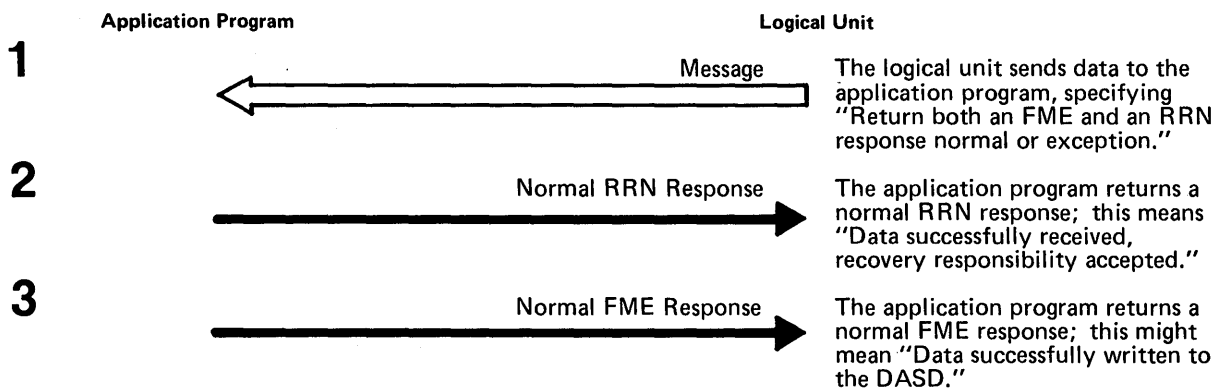 Application Program
Logical Unit
1
Message
The logical unit sends data to the
application program, specifying
"Return both an FME and an RRN
response normal or exception."
2
Normal RRN Response
The application program returns a
normal RRN response; this means
"Data successfully received,
recovery responsibility accepted."
3
Normal FME Response
The application program returns a
normal FME response; this might
mean "Data successfully written to
the DASD."